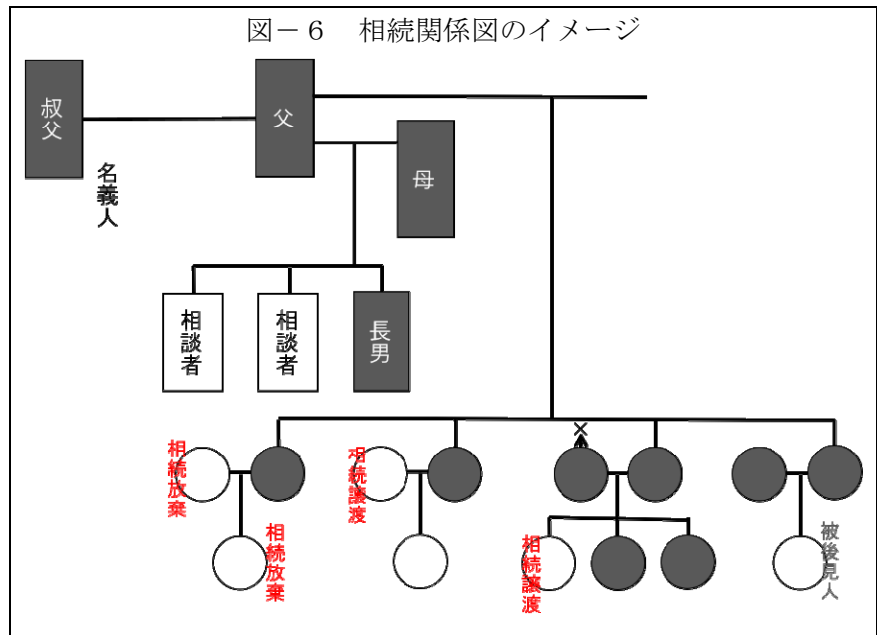 図－6　相続関係図のイメージ
叔父
父
名義人
母
相談者
相談者
長男
×
相続放棄
相続譲渡
相続放棄
相続譲渡
被後見人